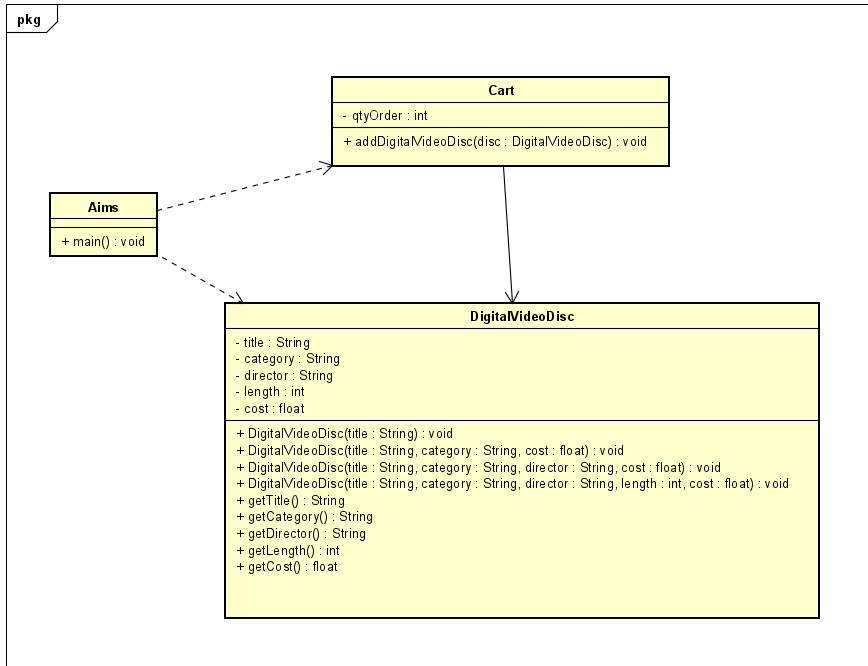 pkg
Cart
- qtyOrder : int
+ addDigitalVideoDisc(disc : DigitalVideoDisc) : void
Aims
+ main() : void
DigitalVideoDisc
- title : String
- category : String
- director : String
- length : int
- cost : float
+ DigitalVideoDisc(title : String) : void
+ DigitalVideoDisc(title : String, category : String, cost : float) : void
+ DigitalVideoDisc(title : String, category : String, director : String, cost : float) : void
+ DigitalVideoDisc(title : String, category : String, director : String, length : int, cost : float) : void
+ getTitle() : String
+ getCategory() : String
+ getDirector() : String
+ getLength() : int
+ getCost() : float